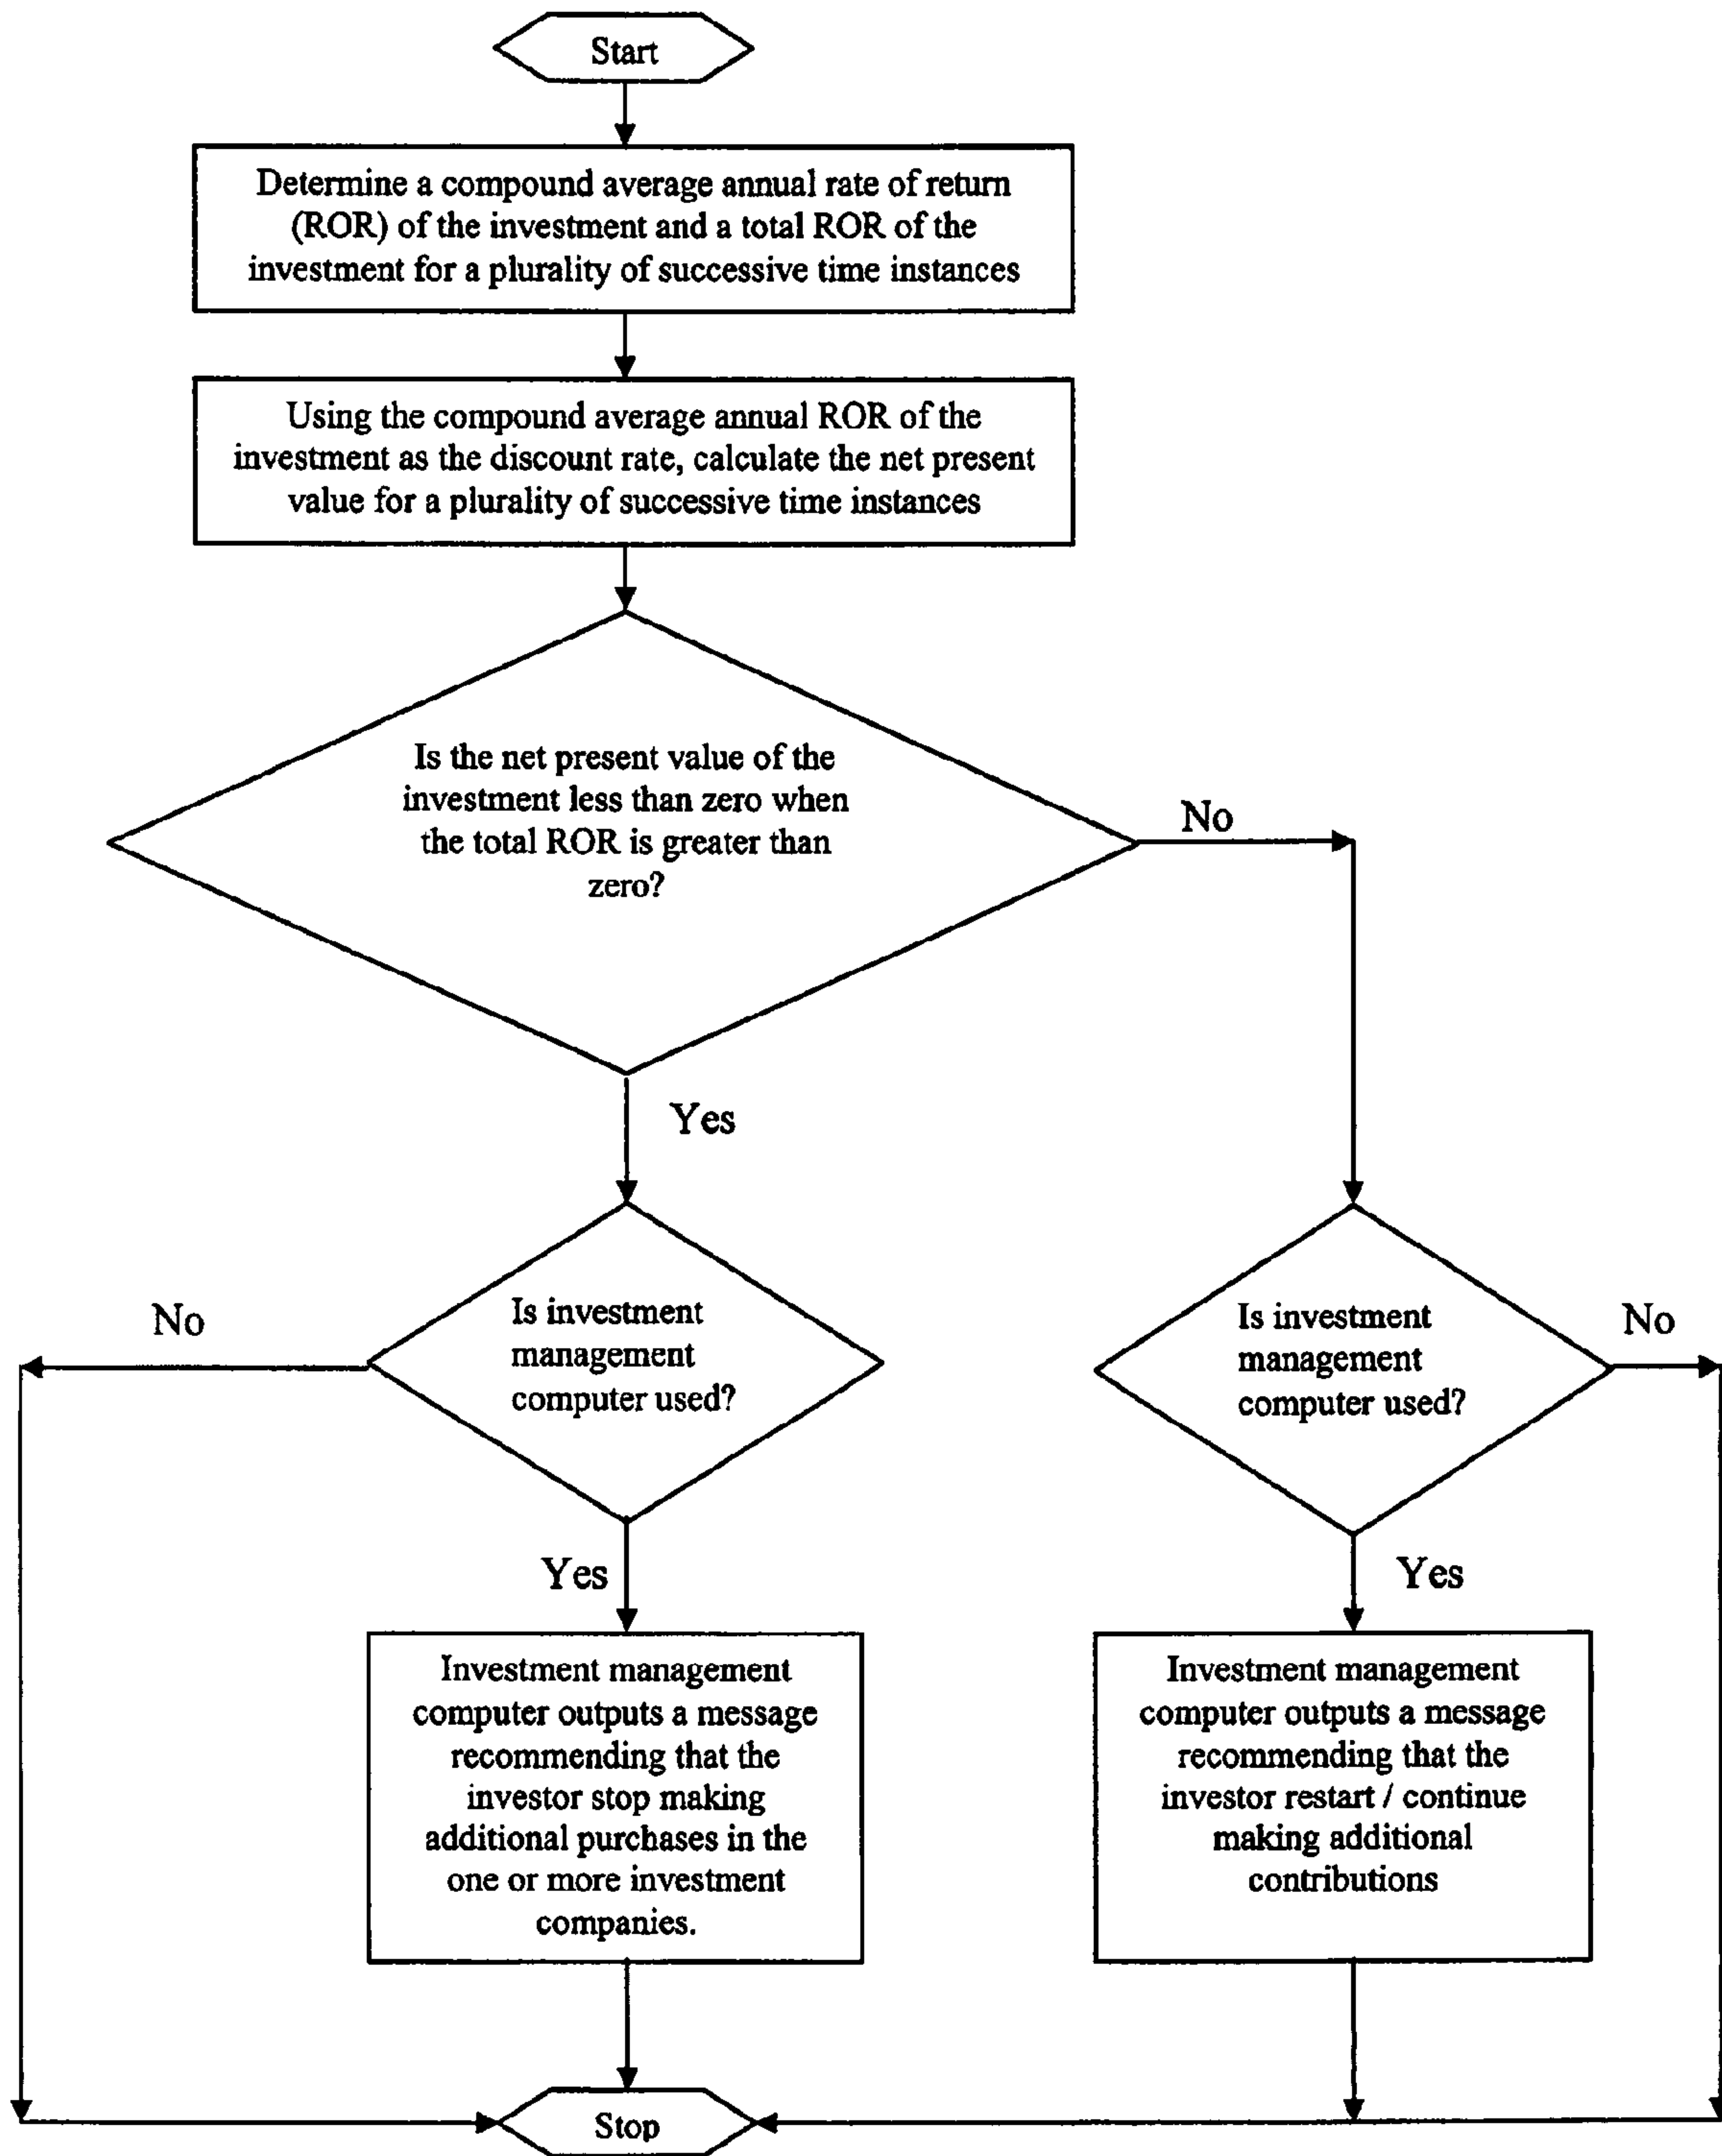 Start
Determine a compound average annual rate of return
(ROR) of the investment and a total ROR of the
investment for a plurality of successive time instances
Using the compound average annual ROR of the
investment as the discount rate, calculate the net present
value for a plurality of successive time instances
Is the net present value of the
investment less than zero when
the total ROR is greater than
zero?
No
Yes
No
Is investment
management
computer used?
Is investment
management
computer used?
No
Yes
Yes
Investment management
computer outputs a message
recommending that the
investor stop making
additional purchases in the
one or more investment
companies.
Investment management
computer outputs a message
recommending that the
investor restart / continue
making additional
contributions
Stop